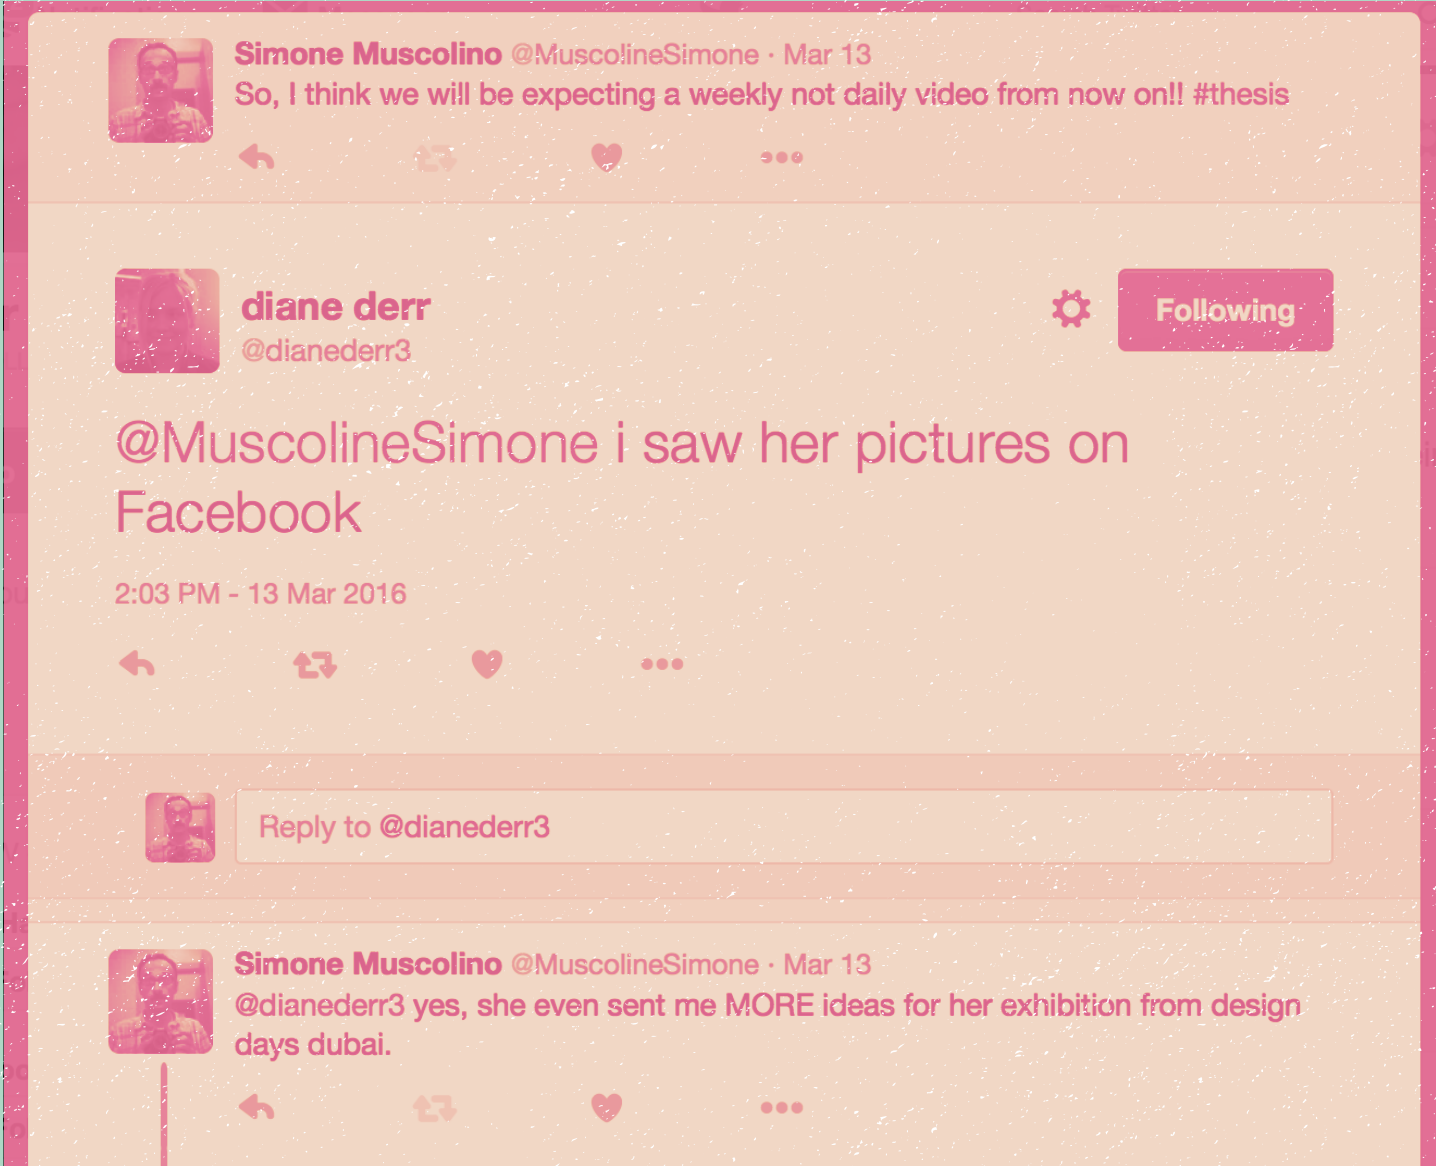 Simone Muscolino @MuscolineSimone · Mar 13
So, I think we will be expecting a weekly not daily video from now on!! #thesis
diane derr
Following
@dianederr3
@MuscolineSimone i saw her pictures on
Facebook
2:03 PM - 13 Mar 2016
Reply to @dianederr3
Simone Muscolino @MuscolineSimone · Mar 13
@dianederr3 yes, she even sent me MORE ideas for her exhibition from design
days dubai.